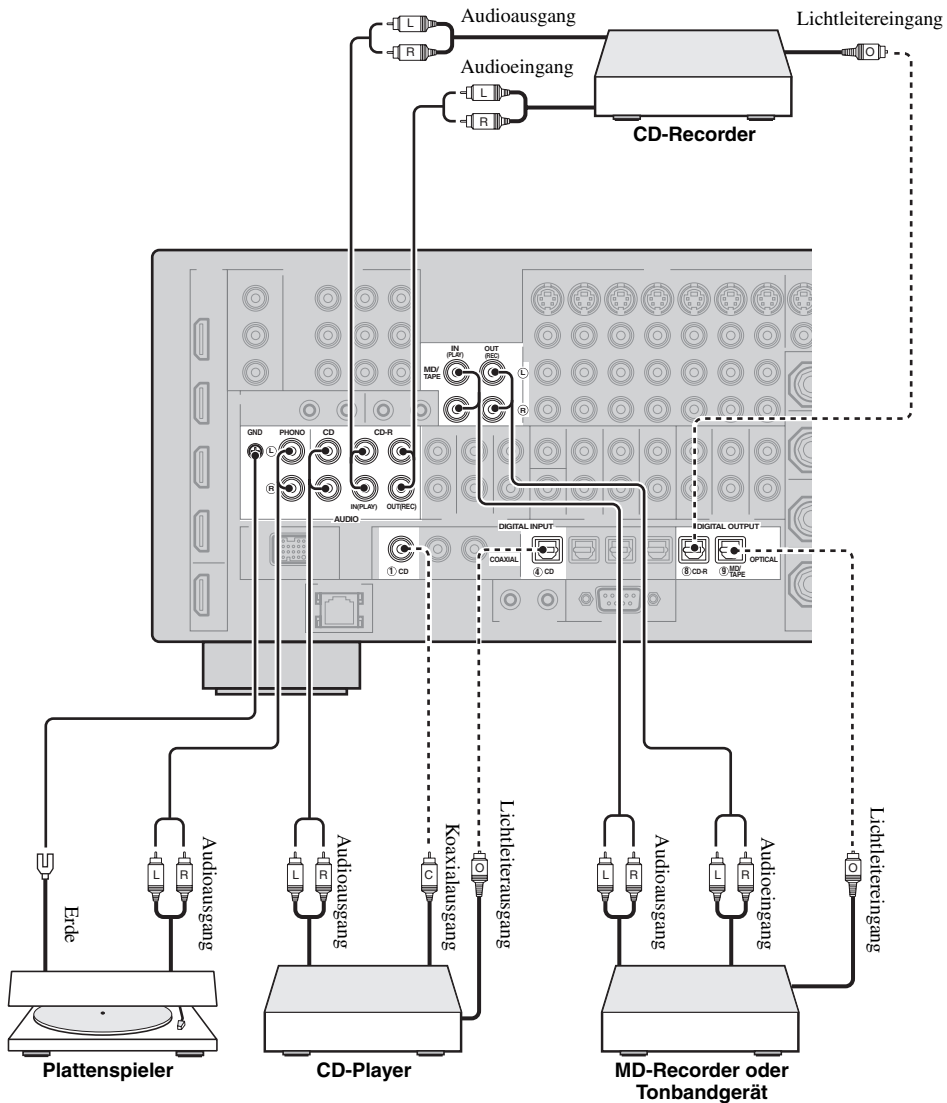 Audioausgang
Lichtleitereingang
L
R
O
Audioeingang
L
R
CD-Recorder
IN
(PLAY)
OUT
(REC)
MD/
TAPE
L
R
GND
PHONO
CD
CD-R
L
R
IN(PLAY)
OUT(REC)
AUDIO
DIGITAL INPUT
DIGITAL OUTPUT
COAXIAL
OPTICAL
① CD
④ CD
⑧ CD-R
⑨ MD/
TAPE
Erde
L
R
Audioausgang
L
R
Audioausgang
C
Koaxialausgang
O
Lichtleiterausgang
L
R
Audioausgang
L
R
Audioeingang
O
Lichtleitereingang
Plattenspieler
CD-Player
MD-Recorder oder
Tonbandgerät